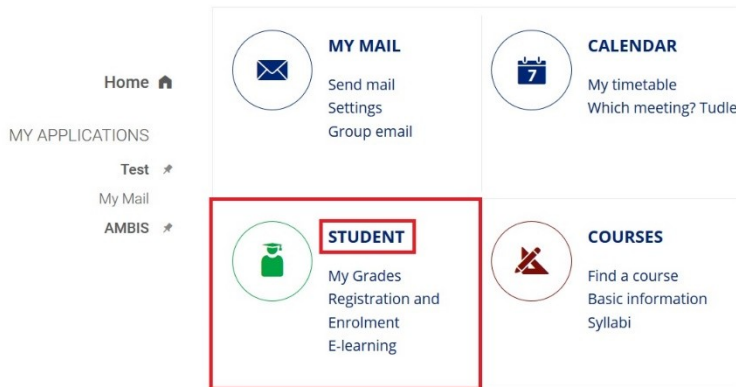 Home
MY APPLICATIONS
Test
My Mail
AMBIS
MY MAIL
Send mail
Settings
Group email
CALENDAR
7
My timetable
Which meeting? Tudle
STUDENT
My Grades
Registration and
Enrolment
E-learning
COURSES
Find a course
Basic information
Syllabi